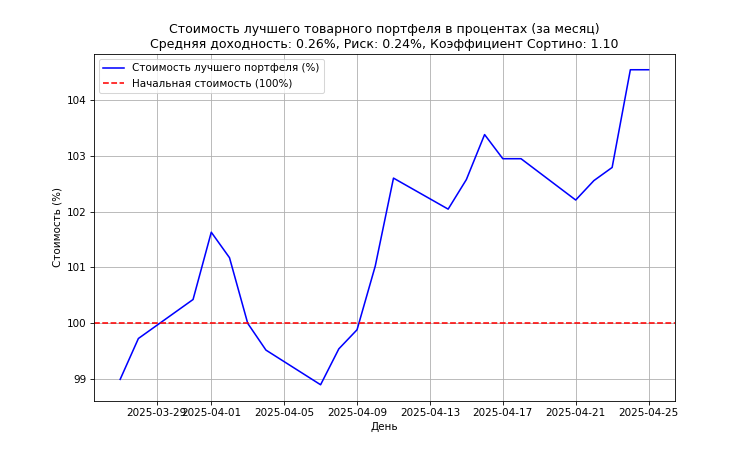 Стоимость лучшего товарного портфеля в процентах (за месяц)
Средняя доходность: 0.26%, Риск: 0.24%, Коэффициент Сортино: 1.10
Стоимость лучшего портфеля (%)
Начальная стоимость (100%)
104
103
102
101
100
99
Стоимость (%)
2025-03-29 2025-04-01 2025-04-05 2025-04-09 2025-04-13 2025-04-17 2025-04-21 2025-04-25
День